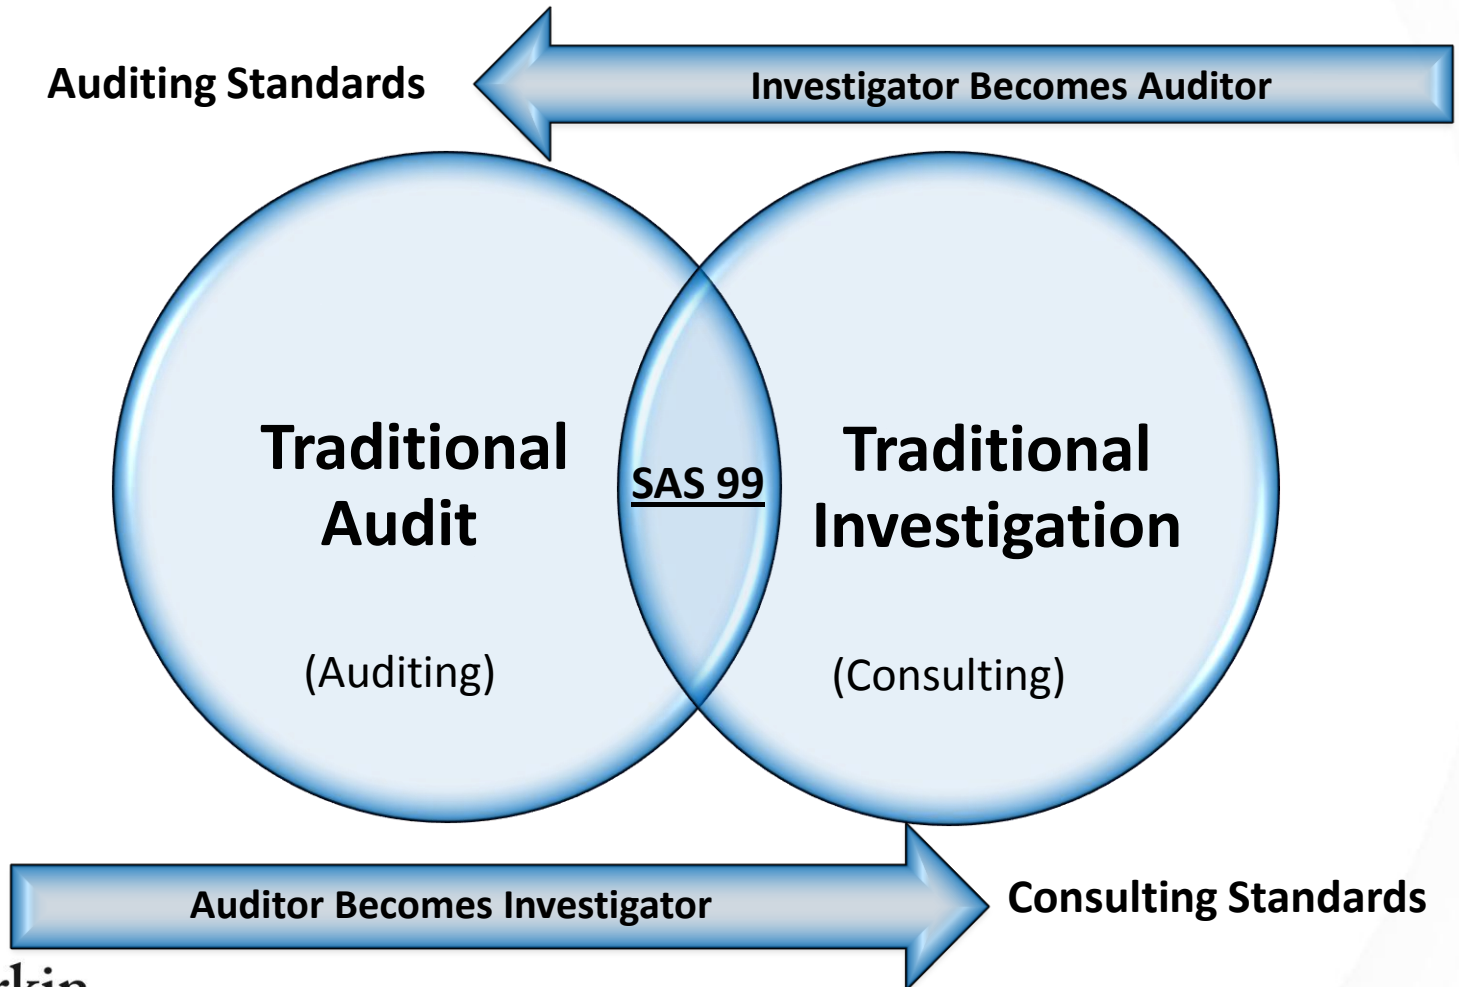 Auditing Standards
Investigator Becomes Auditor
Traditional
Audit
(Auditing)
SAS 99
Traditional
Investigation
(Consulting)
Auditor Becomes Investigator
Consulting Standards